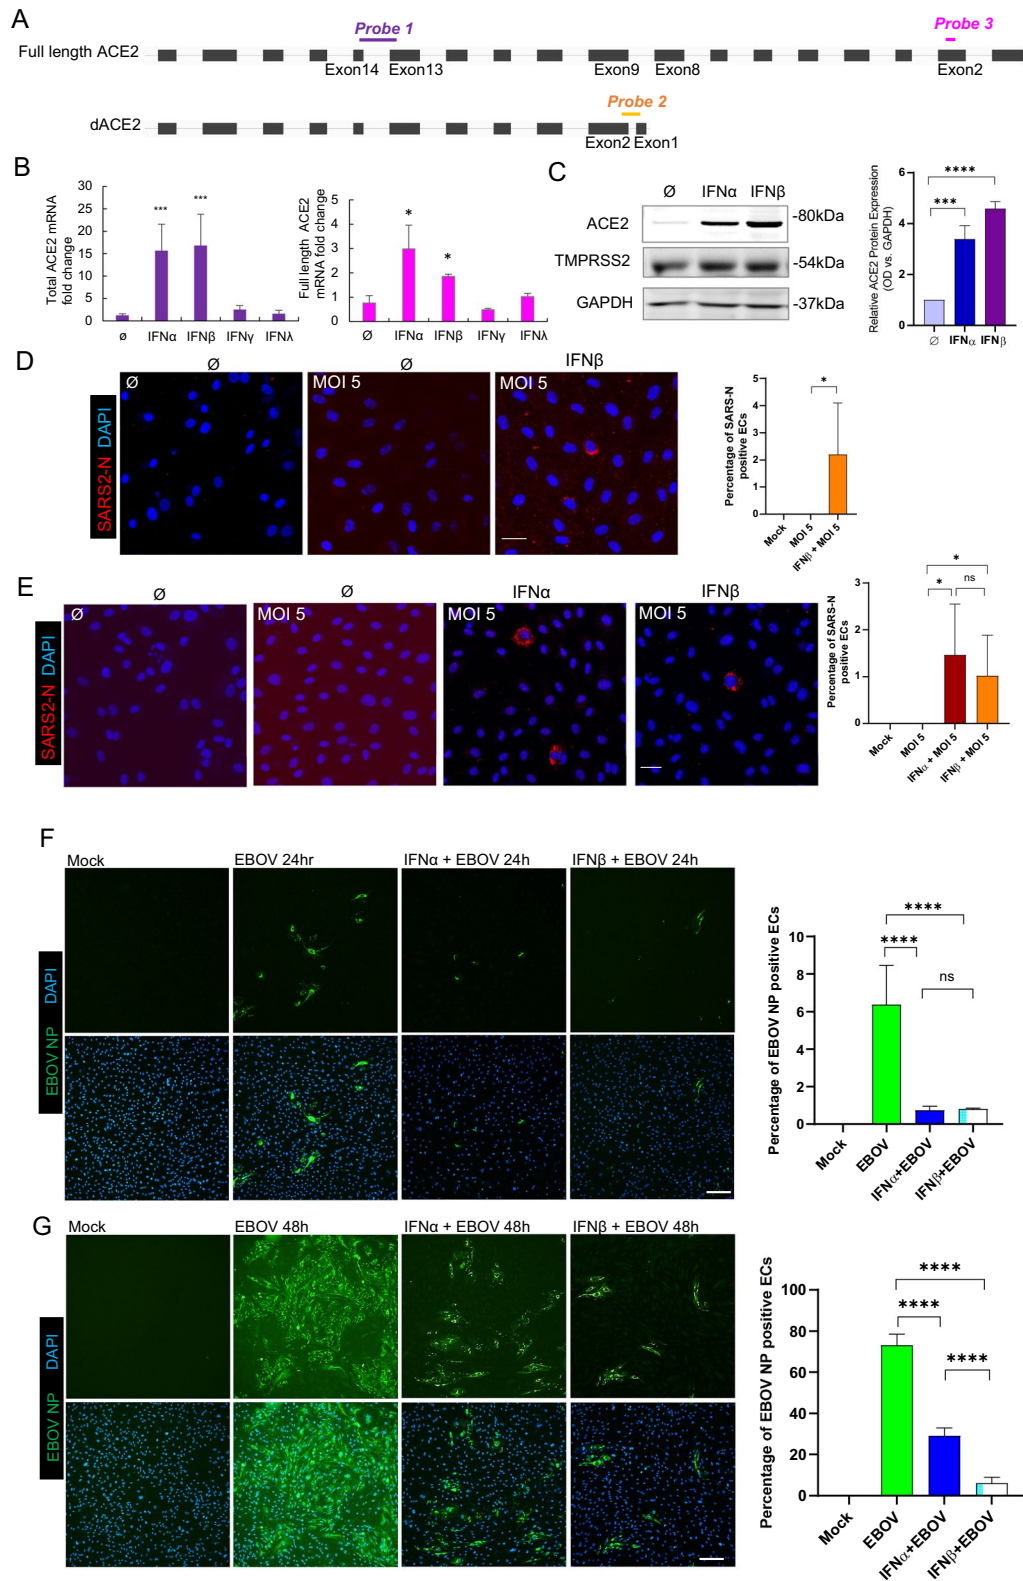 A
Probe 1
Probe 3
Full length ACE2
Exon14
Exon13
Exon9
Exon8
Exon2
Probe 2
dACE2
Exon2
Exon1
B
Total ACE2 mRNA
fold change
30
25
20
15
10
5
0
***
***
ø
IFNα
IFNβ
IFNγ
IFNλ
Full length ACE2
mRNA fold change
5
4
3
2
1
0
*
*
Ø
IFNα
IFNβ
IFNγ
IFNλ
C
Ø
IFNα
IFNβ
ACE2
-80kDa
TMPRSS2
-54kDa
GAPDH
-37kDa
Relative ACE2 Protein Expression
(OD vs. GAPDH)
6
4
2
0
****
***
Ø
IFNα
IFNβ
D
Ø
Ø
IFNβ
SARS2-N DAPI
Ø
MOI 5
MOI 5
Percentage of SARS-N
positive ECs
5
4
3
2
1
0
*
Mock
MOI 5
IFNβ + MOI 5
E
Ø
Ø
IFNα
IFNβ
SARS2-N DAPI
Ø
MOI 5
MOI 5
MOI 5
Percentage of SARS-N
positive ECs
3
2
1
0
*
*
ns
Mock
MOI 5
IFNα + MOI 5
IFNβ + MOI 5
F
Mock
EBOV 24hr
IFNα + EBOV 24h
IFNβ + EBOV 24h
EBOV NP DAPI
Percentage of EBOV NP positive ECs
10
8
6
4
2
0
****
****
ns
Mock
EBOV
IFNα+EBOV
IFNβ+EBOV
G
Mock
EBOV 48h
IFNα + EBOV 48h
IFNβ + EBOV 48h
EBOV NP DAPI
Percentage of EBOV NP positive ECs
100
80
60
40
20
0
****
****
****
Mock
EBOV
IFNα+EBOV
IFNβ+EBOV